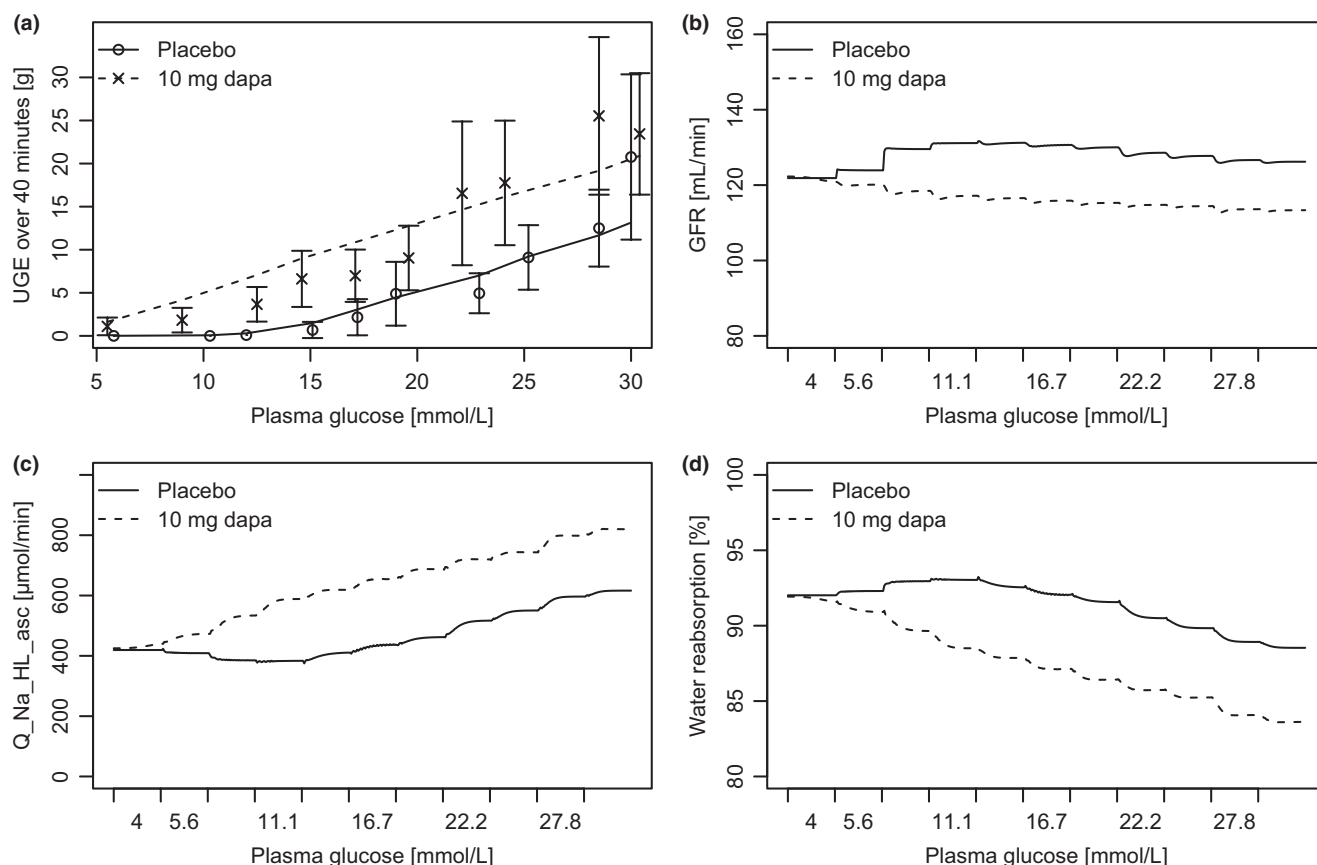 (a)
Placebo
10 mg dapa
UGE over 40 minutes [g]
0 5 10 15 20 25 30
5 10 15 20 25 30
Plasma glucose [mmol/L]
(b)
Placebo
10 mg dapa
GFR [mL/min]
80 100 120 140 160
4 5.6 11.1 16.7 22.2 27.8
Plasma glucose [mmol/L]
(c)
Placebo
10 mg dapa
Q_Na_HL_asc [µmol/min]
0 200 400 600 800
4 5.6 11.1 16.7 22.2 27.8
Plasma glucose [mmol/L]
(d)
Placebo
10 mg dapa
Water reabsorption [%]
80 85 90 95 100
4 5.6 11.1 16.7 22.2 27.8
Plasma glucose [mmol/L]